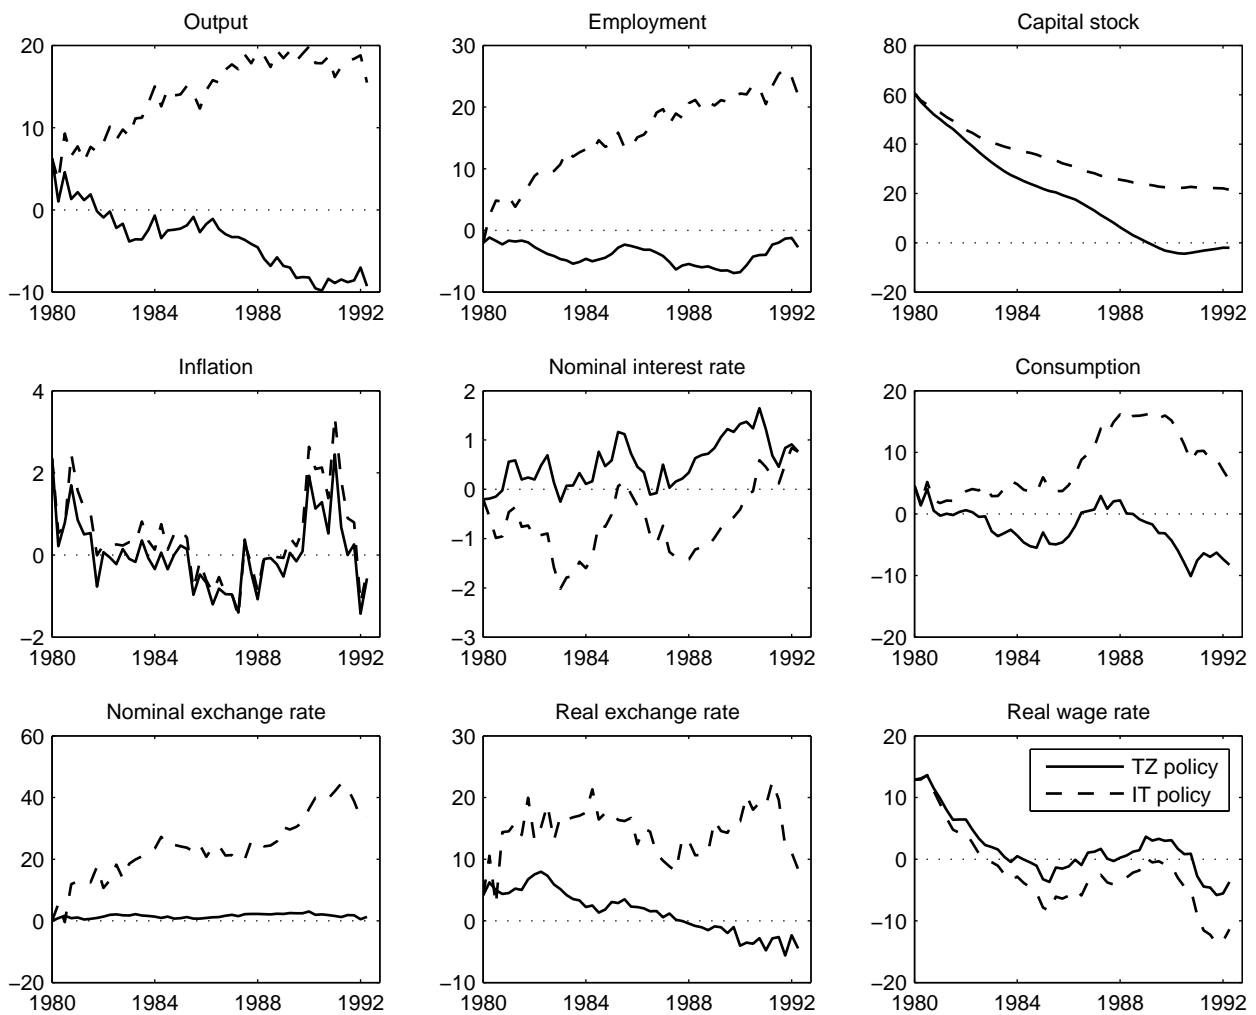 Output
20
10
0
−10
1980 1984 1988 1992
Employment
30
20
10
0
−10
1980 1984 1988 1992
Capital stock
80
60
40
20
0
−20
1980 1984 1988 1992
Inflation
4
2
0
−2
1980 1984 1988 1992
Nominal interest rate
2
1
0
−1
−2
−3
1980 1984 1988 1992
Consumption
20
10
0
−10
−20
1980 1984 1988 1992
Nominal exchange rate
60
40
20
0
−20
1980 1984 1988 1992
Real exchange rate
30
20
10
0
−10
1980 1984 1988 1992
Real wage rate
20
10
0
−10
−20
1980 1984 1988 1992
TZ policy
IT policy